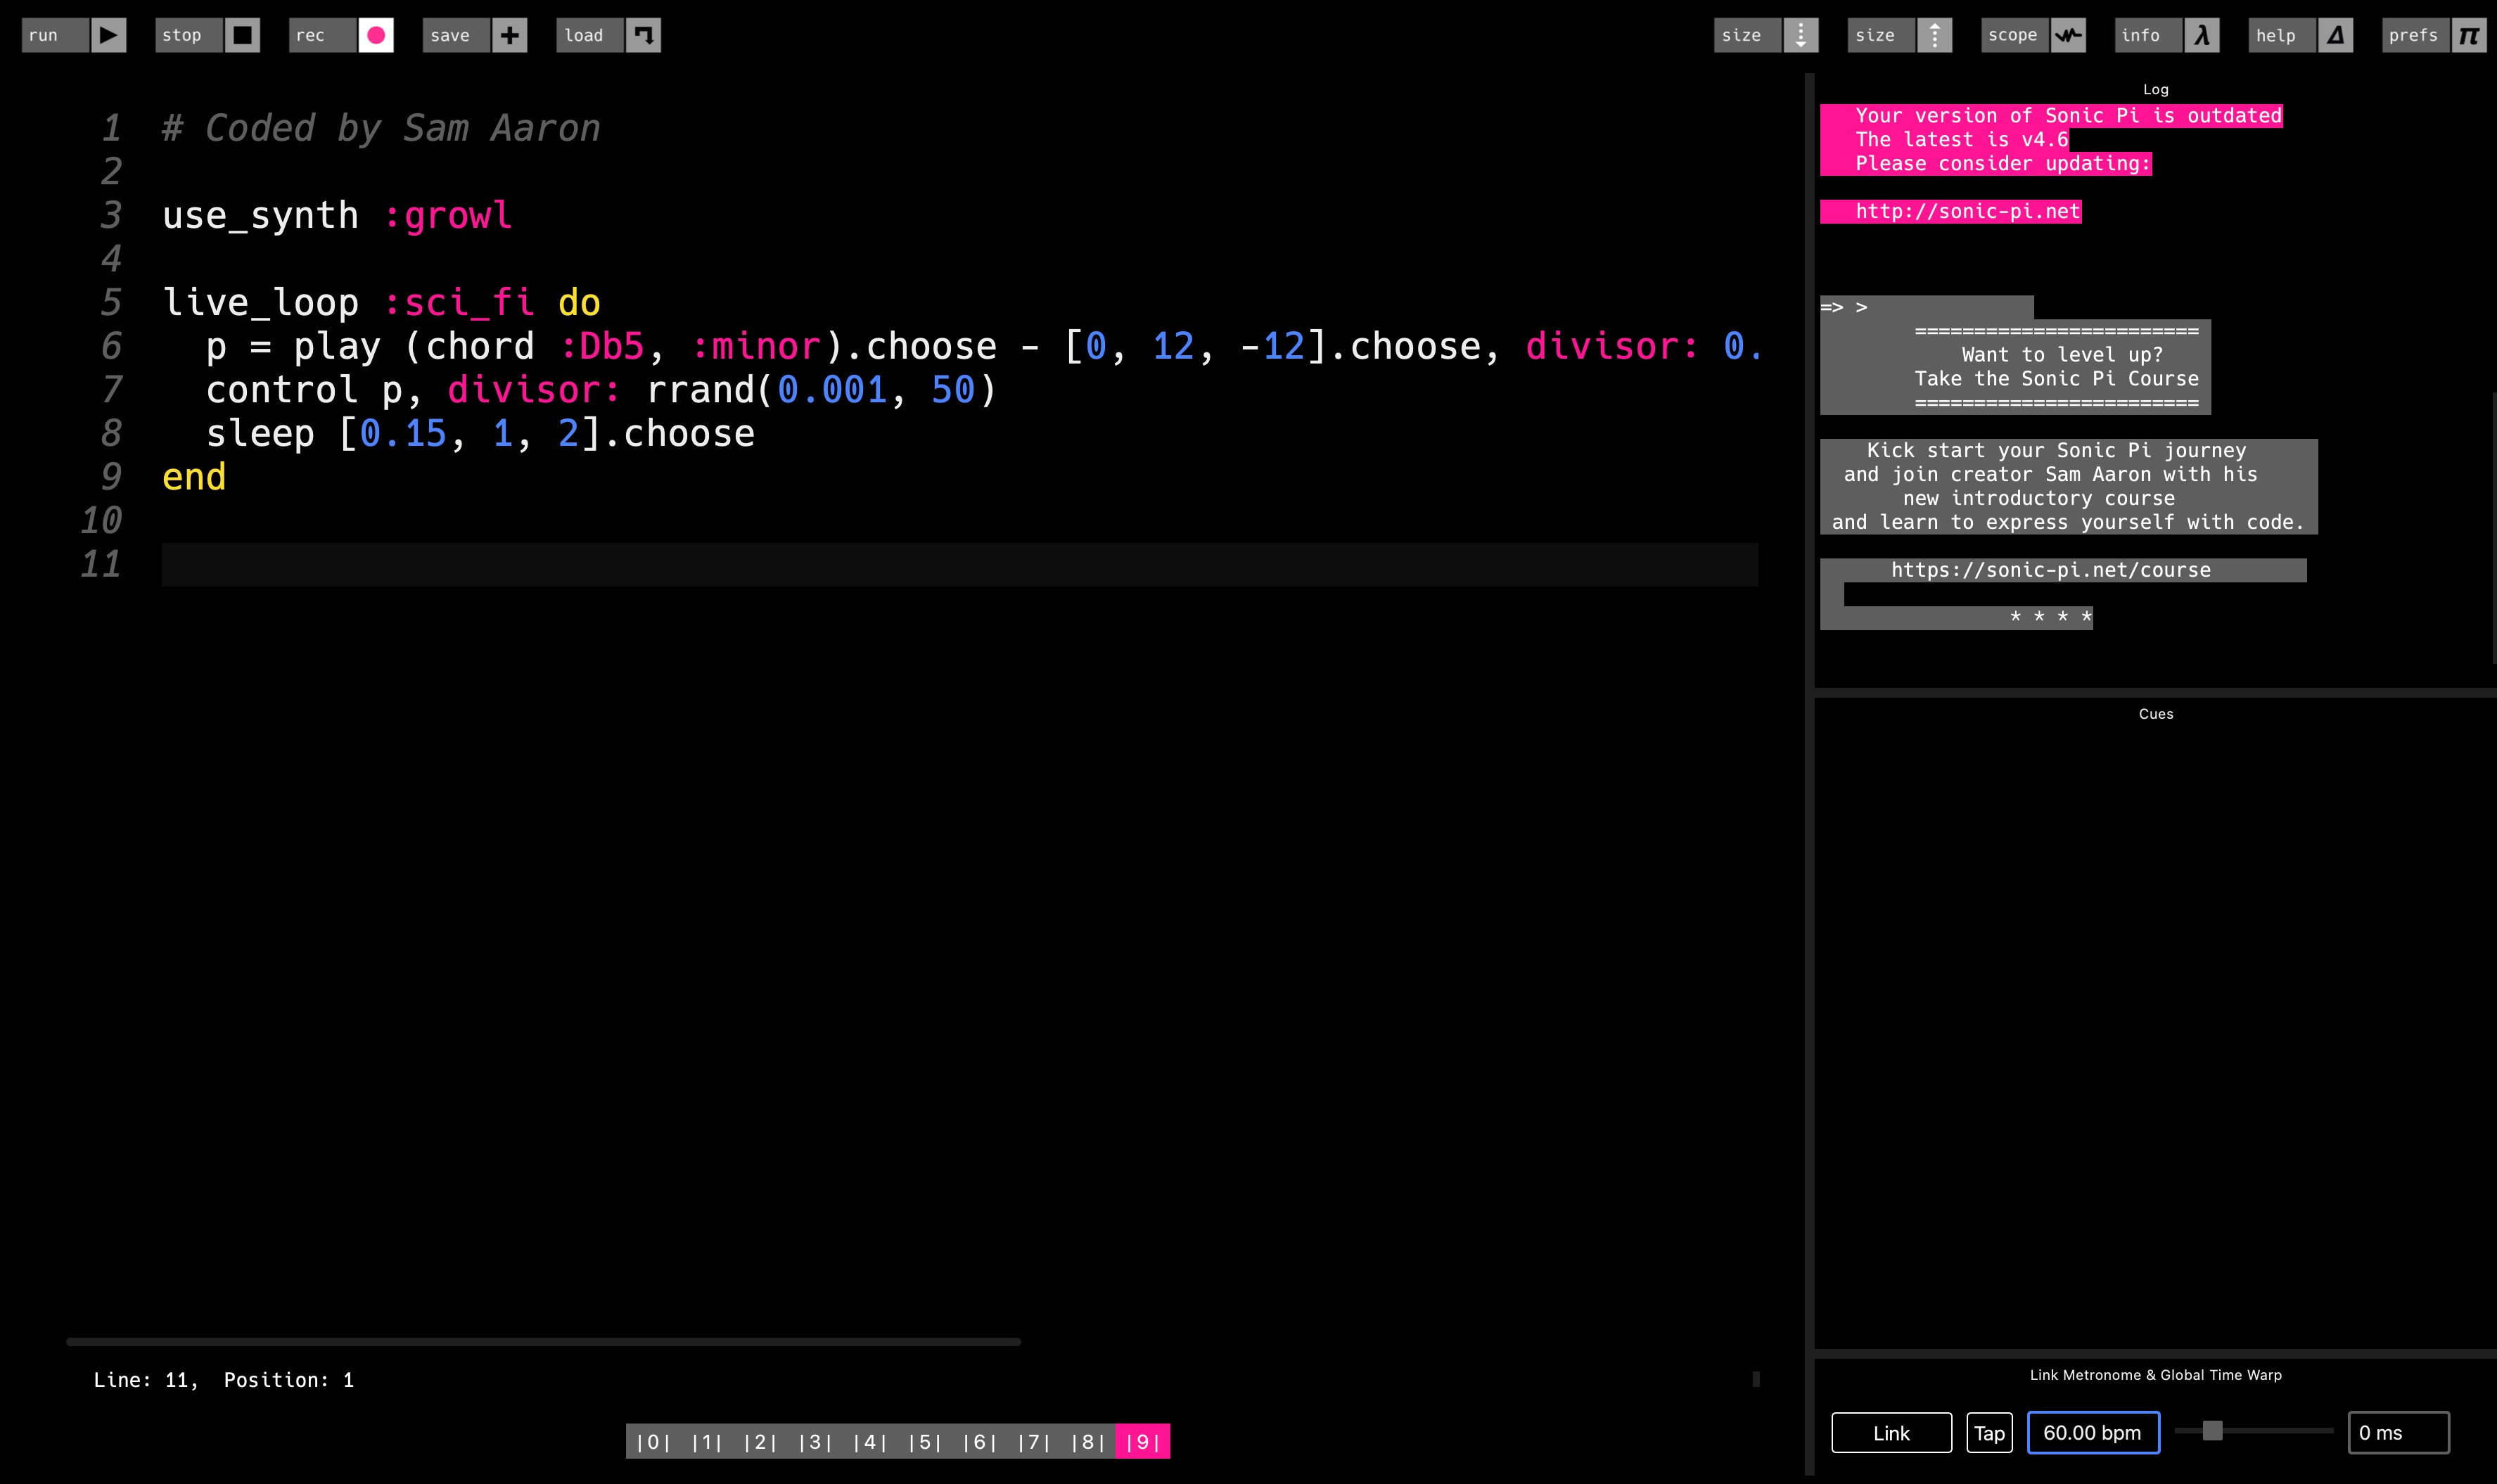 run stop rec save load size size scope info help prefs
1 # Coded by Sam Aaron
2
3 use_synth :growl
4
5 live_loop :sci_fi do
6 p = play (chord :Db5, :minor).choose - [0, 12, -12].choose, divisor: 0.
7 control p, divisor: rrand(0.001, 50)
8 sleep [0.15, 1, 2].choose
9 end
10
11
Line: 11, Position: 1
|0| |1| |2| |3| |4| |5| |6| |7| |8| |9|
Log
Your version of Sonic Pi is outdated
The latest is v4.6
Please consider updating:
http://sonic-pi.net
=> >
========================
Want to level up?
Take the Sonic Pi Course
========================
Kick start your Sonic Pi journey
and join creator Sam Aaron with his
new introductory course
and learn to express yourself with code.
https://sonic-pi.net/course
* * * *
Cues
Link Metronome & Global Time Warp
Link Tap 60.00 bpm 0 ms